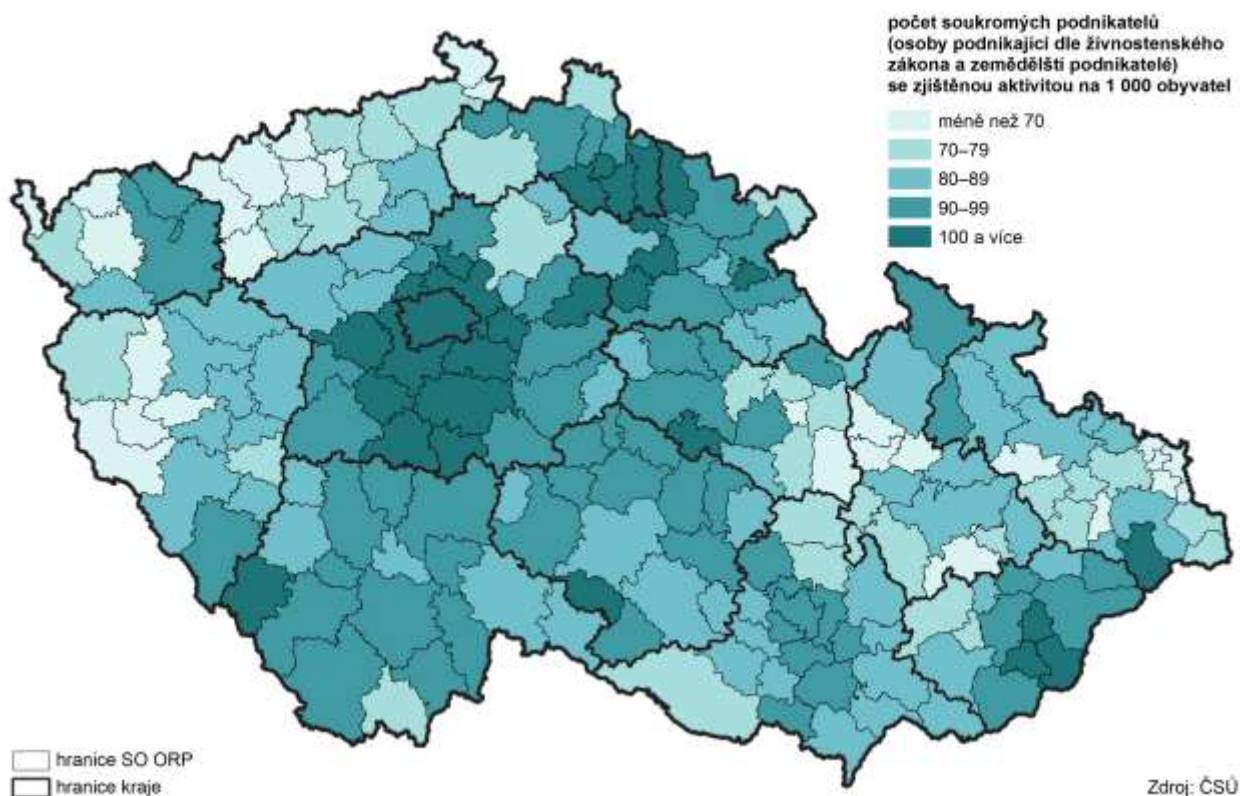 počet soukromých podnikatelů
(osoby podnikající dle živnostenského
zákona a zemědělští podnikatelé)
se zjištěnou aktivitou na 1 000 obyvatel
méně než 70
70–79
80–89
90–99
100 a více
hranice SO ORP
hranice kraje
Zdroj: ČSÚ